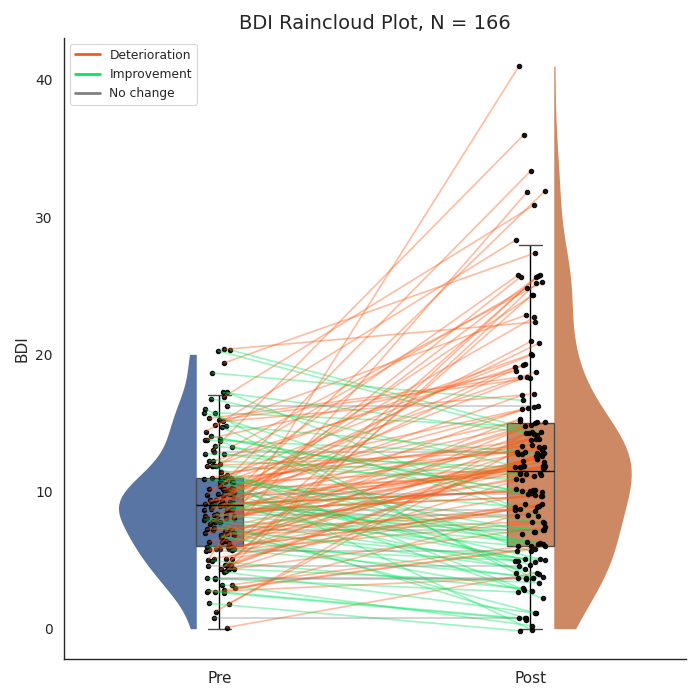 BDI Raincloud Plot, N = 166
Deterioration
Improvement
No change
40
30
20
10
0
BDI
Pre
Post